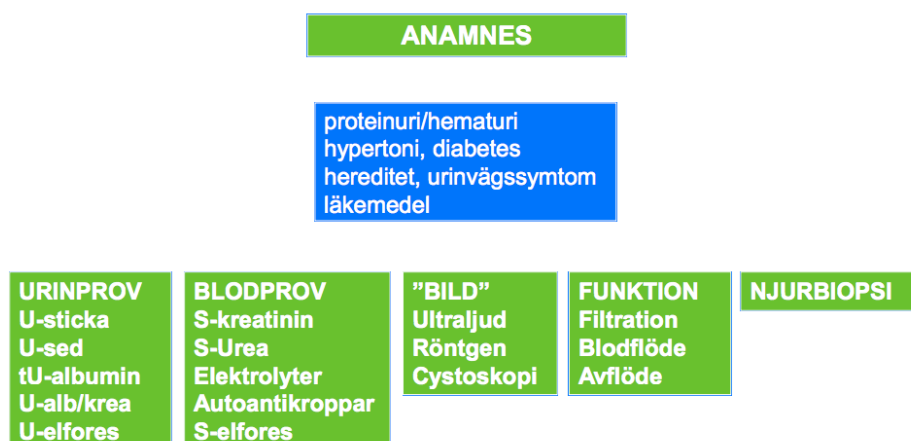 ANAMNES
proteinuri/hematuri
hypertoni, diabetes
hereditet, urinvägssymtom
läkemedel
URINPROV
U-sticka
U-sed
tU-albumin
U-alb/krea
U-elfores
BLODPROV
S-kreatinin
S-Urea
Elektrolyter
Autoantikroppar
S-elfores
”BILD”
Ultraljud
Röntgen
Cystoskopi
FUNKTION
Filtration
Blodflöde
Avflöde
NJURBIOPSI